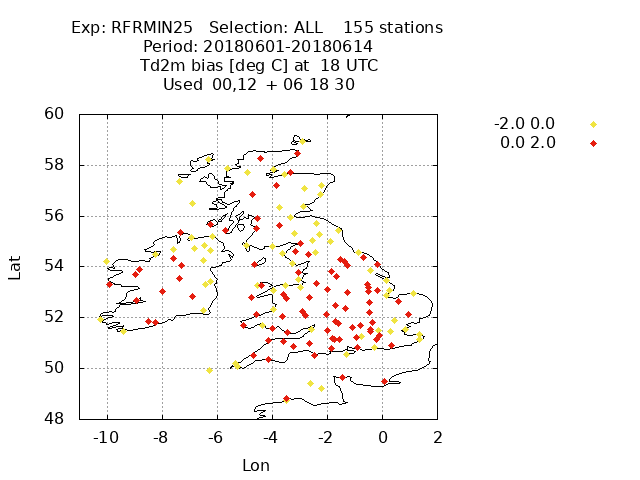 Exp: RFRMIN25 Selection: ALL 155 stations
Period: 20180601-20180614
Td2m bias [deg C] at 18 UTC
Used 00,12 + 06 18 30
-2.0 0.0
0.0 2.0
60
58
56
54
52
50
48
Lat
-10 -8 -6 -4 -2 0 2
Lon